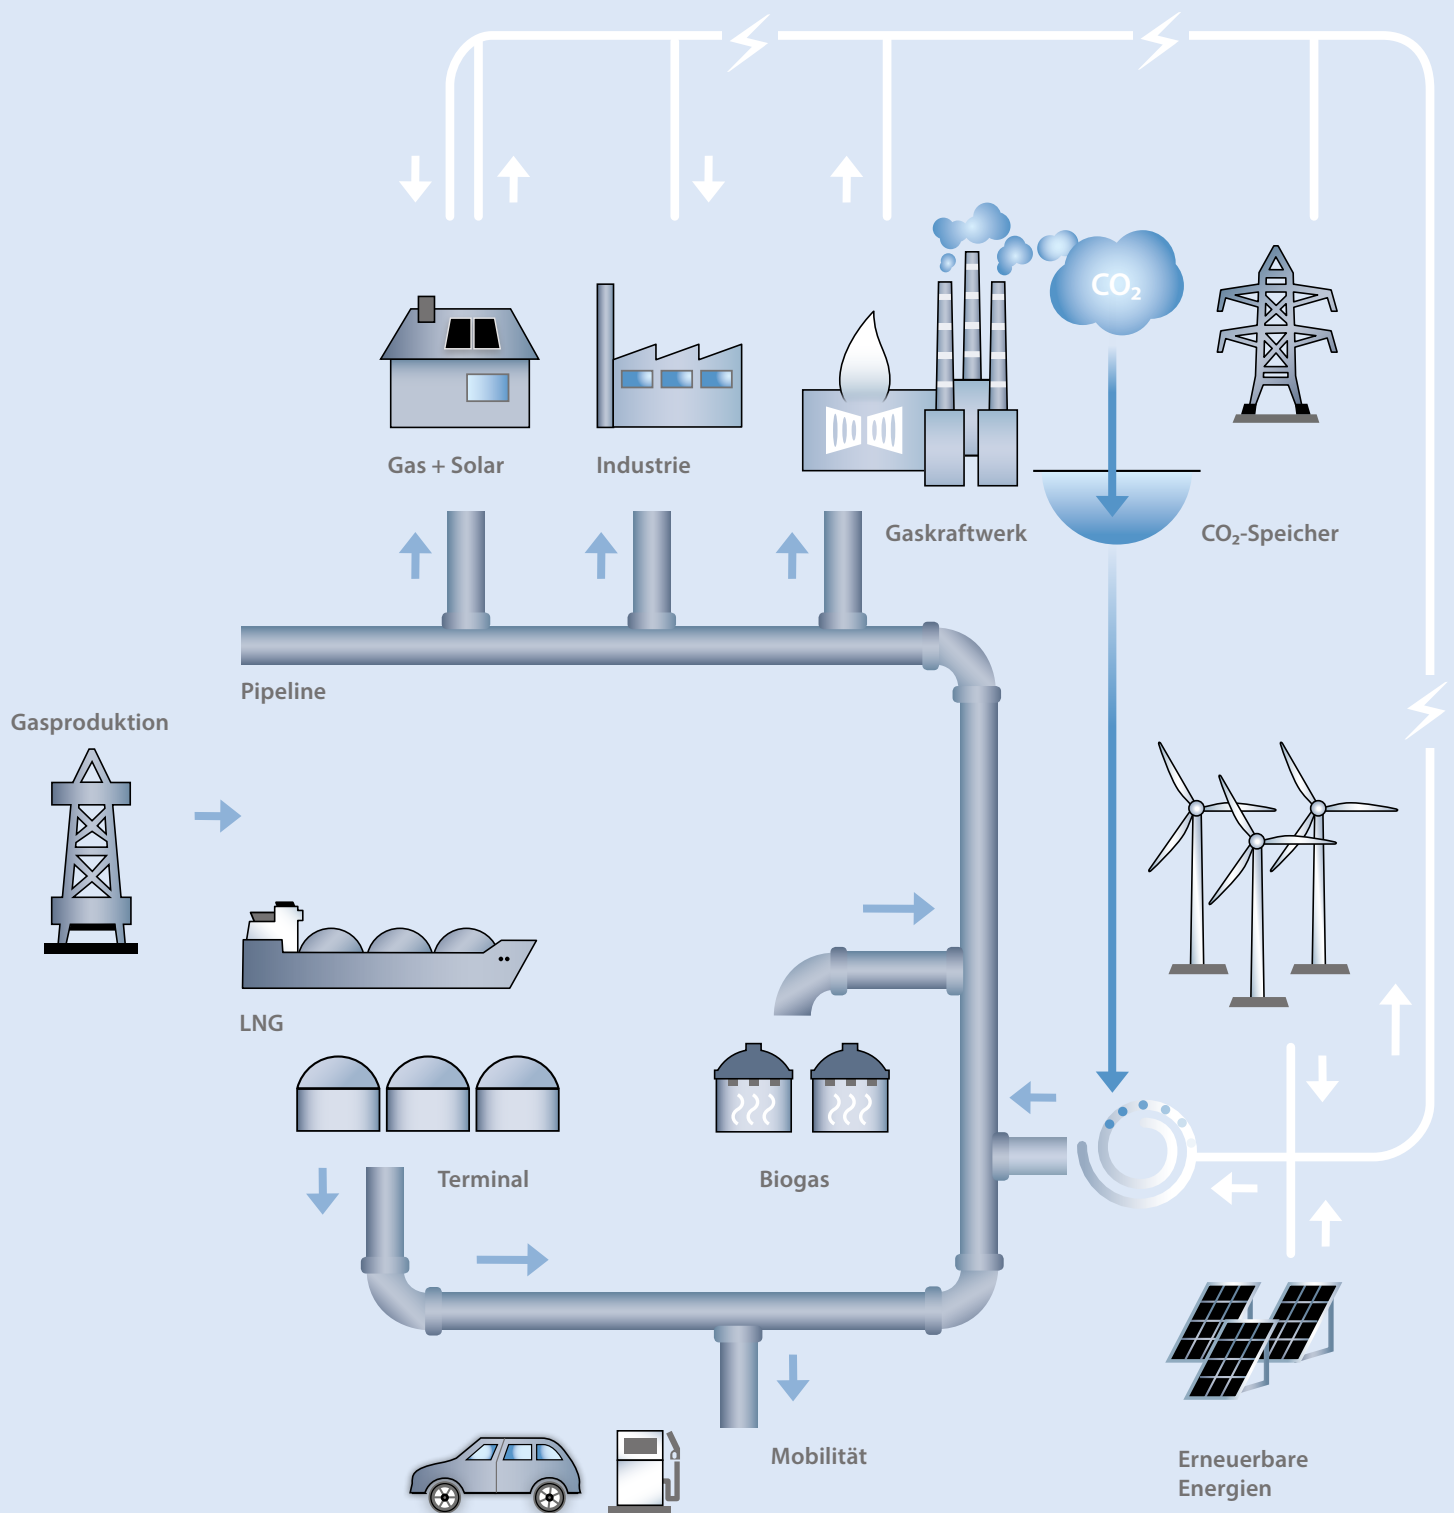 CO₂
Gas + Solar
Industrie
Gaskraftwerk
CO₂-Speicher
Pipeline
Gasproduktion
LNG
Terminal
Biogas
Mobilität
Erneuerbare
Energien